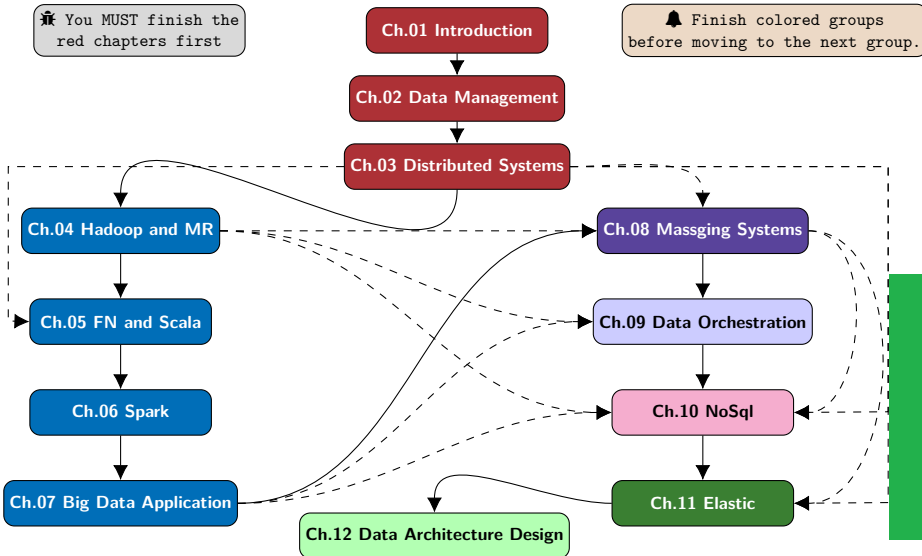 You MUST finish the
red chapters first
Finish colored groups
before moving to the next group.
Ch.01 Introduction
Ch.02 Data Management
Ch.03 Distributed Systems
Ch.04 Hadoop and MR
Ch.08 Massging Systems
Ch.05 FN and Scala
Ch.09 Data Orchestration
Ch.06 Spark
Ch.10 NoSql
Ch.07 Big Data Application
Ch.11 Elastic
Ch.12 Data Architecture Design